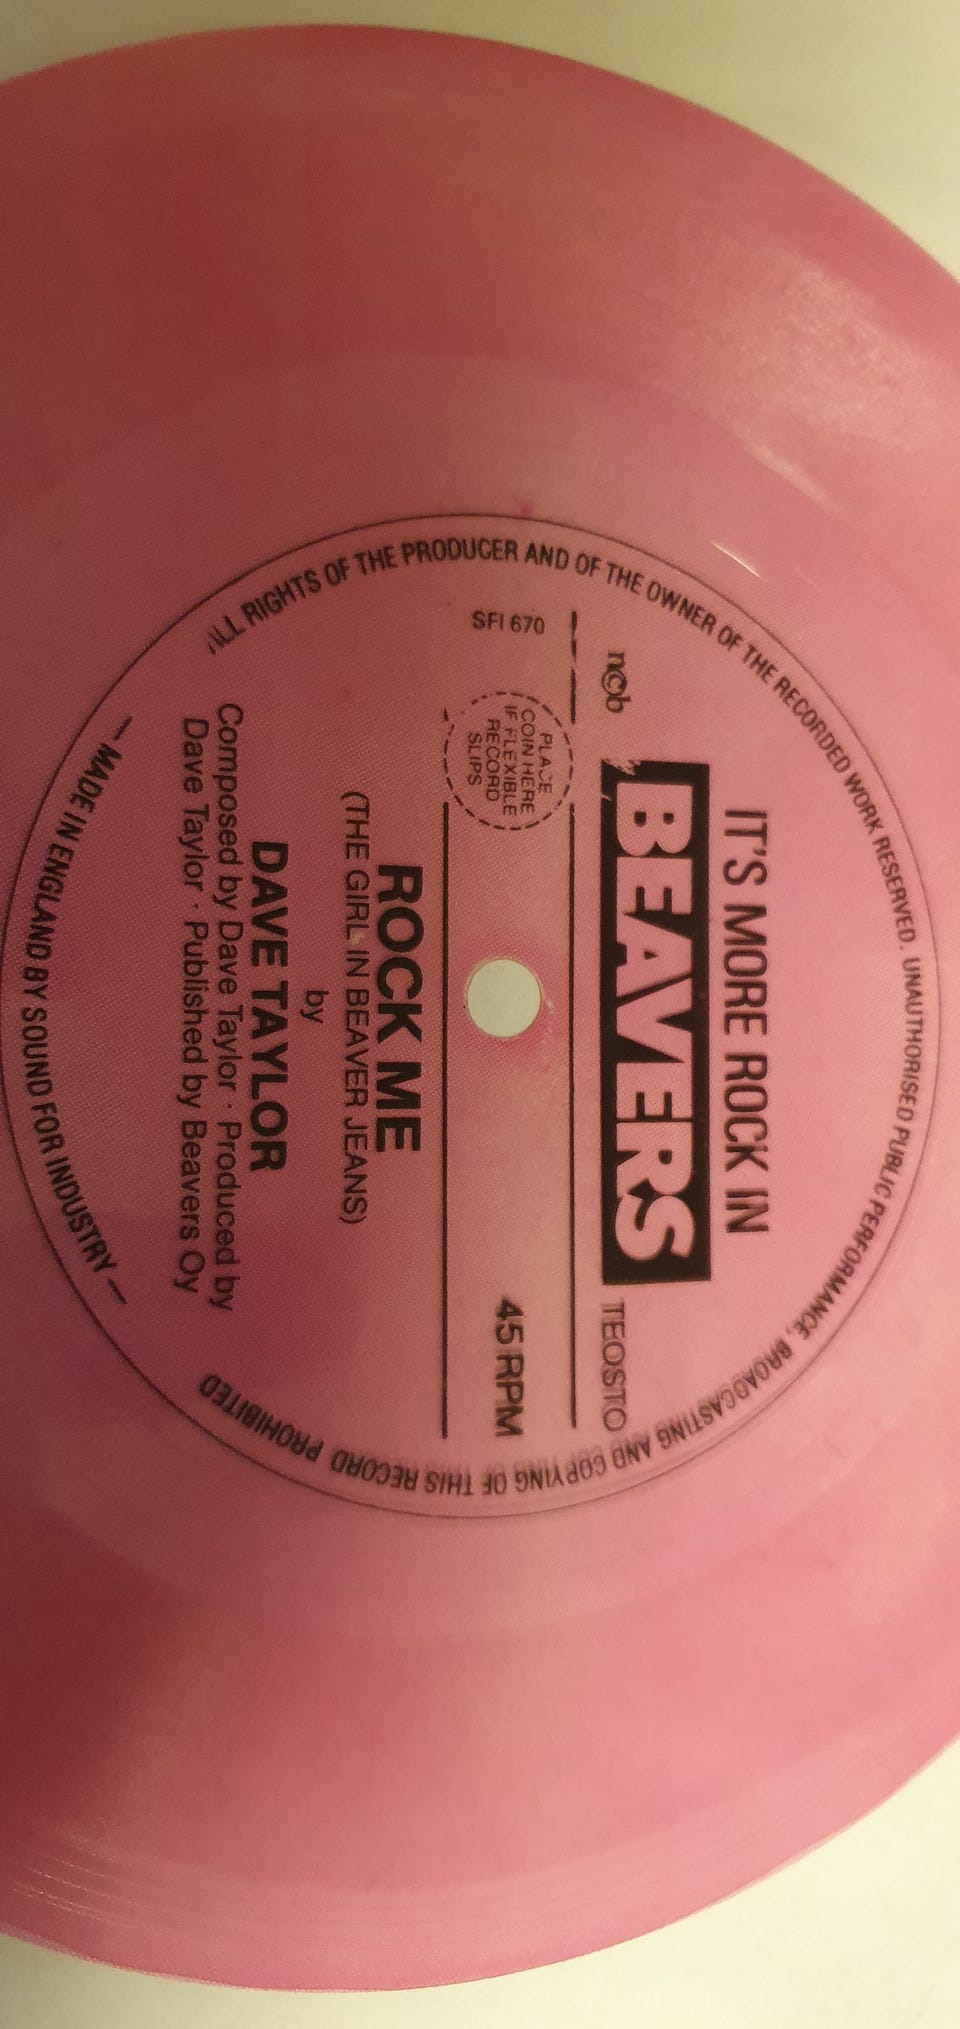 ALL RIGHTS OF THE PRODUCER AND OF THE OWNER OF THE RECORDED WORK RESERVED. UNAUTHORISED PUBLIC PERFORMANCE, BROADCASTING AND COPYING OF THIS RECORD PROHIBITED
IT'S MORE ROCK IN
BEAVERS
ncb
TEOSTO
SFI 670
PLACE
COIN HERE
IF FLEXIBLE
RECORD
SLIPS
45 RPM
ROCK ME
(THE GIRL IN BEAVER JEANS)
by
DAVE TAYLOR
Composed by Dave Taylor · Produced by
Dave Taylor · Published by Beavers Oy
— MADE IN ENGLAND BY SOUND FOR INDUSTRY —